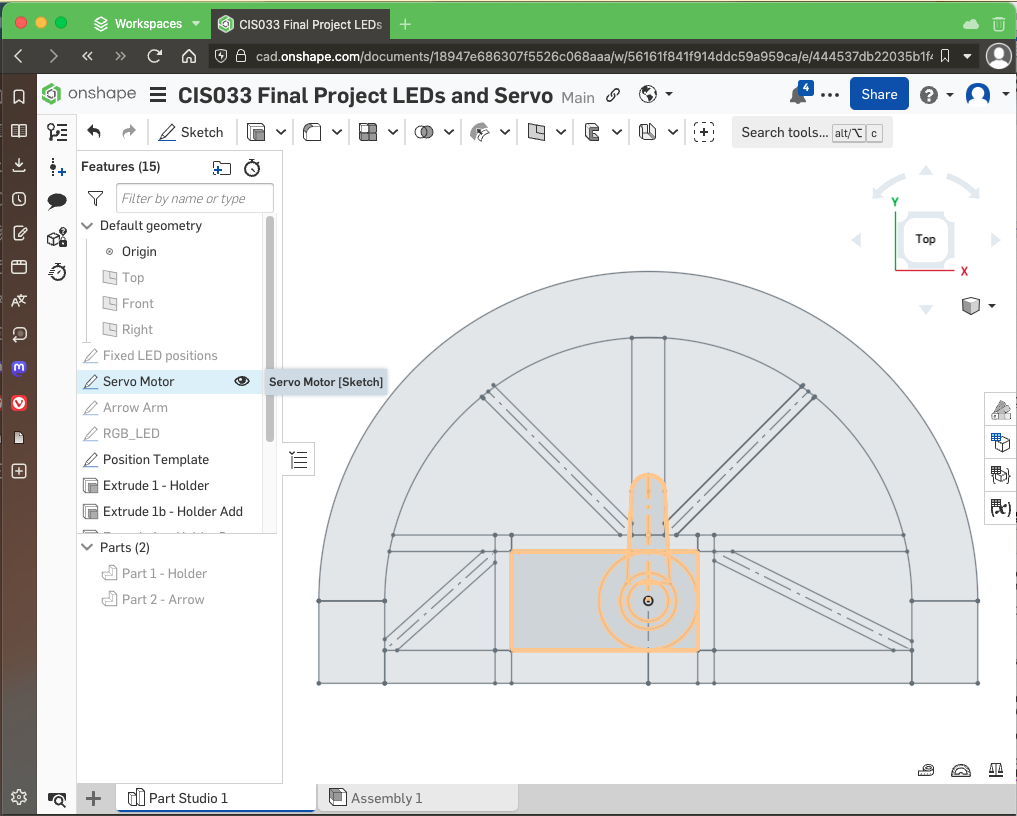 Workspaces
CIS033 Final Project LEDs
cad.onshape.com/documents/18947e686307f5526c068aaa/w/56161f841f914ddc59a959ca/e/444537db22035b1f4
onshape
CIS033 Final Project LEDs and Servo Main
4
Share
Sketch
Search tools... alt/⌥ c
Features (15)
Filter by name or type
Default geometry
Origin
Top
Front
Right
Fixed LED positions
Servo Motor
Servo Motor [Sketch]
Arrow Arm
RGB_LED
Position Template
Extrude 1 - Holder
Extrude 1b - Holder Add
Parts (2)
Part 1 - Holder
Part 2 - Arrow
Y
Top
X
(x)
Part Studio 1
Assembly 1